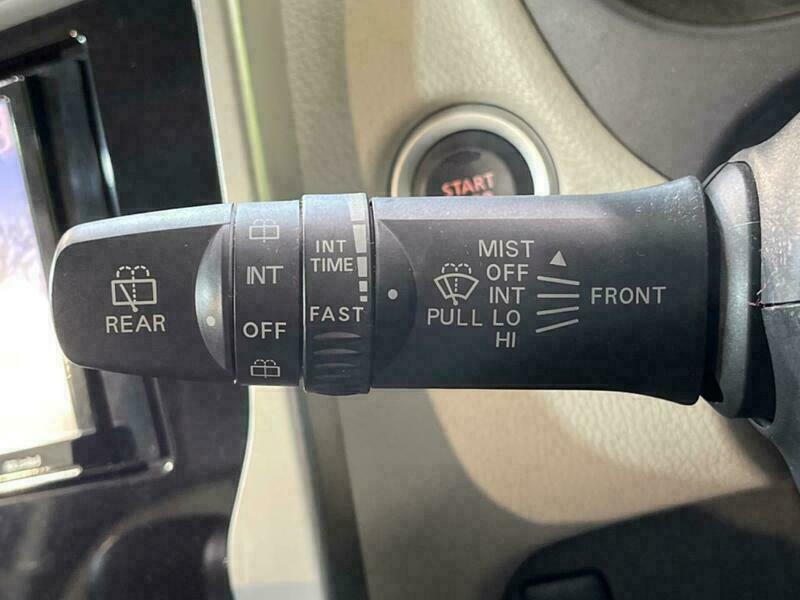 START
REAR
INT
OFF
INT
TIME
FAST
MIST
OFF
INT
PULL LO
HI
FRONT